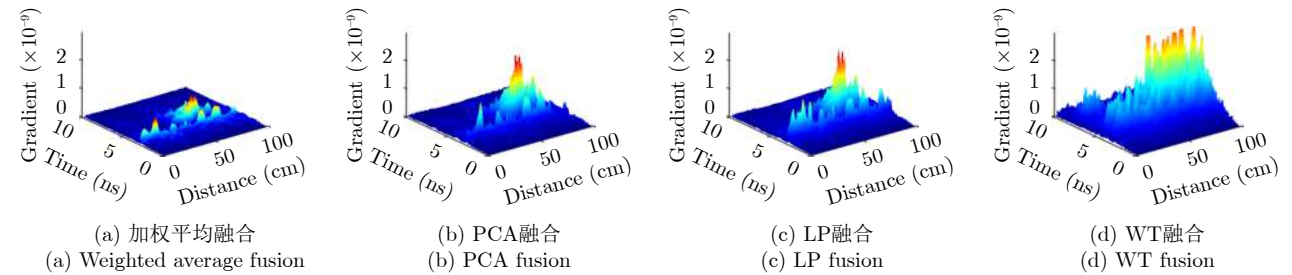 Gradient (×10⁻⁹)
2
1
0
10
5
0
Time (ns)
0
50
100
Distance (cm)
(a) 加权平均融合
(a) Weighted average fusion
Gradient (×10⁻⁹)
2
1
0
10
5
0
Time (ns)
0
50
100
Distance (cm)
(b) PCA融合
(b) PCA fusion
Gradient (×10⁻⁹)
2
1
0
10
5
0
Time (ns)
0
50
100
Distance (cm)
(c) LP融合
(c) LP fusion
Gradient (×10⁻⁹)
2
1
0
10
5
0
Time (ns)
0
50
100
Distance (cm)
(d) WT融合
(d) WT fusion